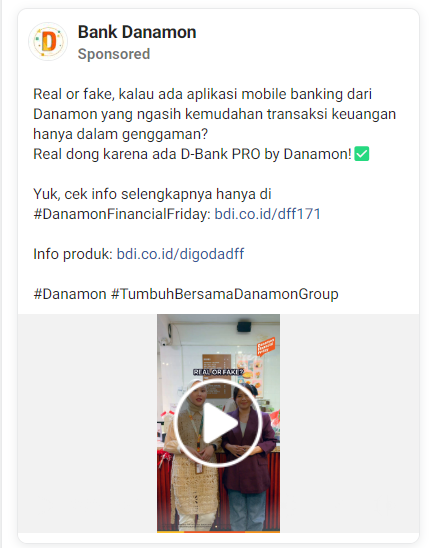 Bank Danamon
Sponsored
Real or fake, kalau ada aplikasi mobile banking dari
Danamon yang ngasih kemudahan transaksi keuangan
hanya dalam genggaman?
Real dong karena ada D-Bank PRO by Danamon!✅
Yuk, cek info selengkapnya hanya di
#DanamonFinancialFriday: bdi.co.id/dff171
Info produk: bdi.co.id/digodadff
#Danamon #TumbuhBersamaDanamonGroup
REAL OR FAKE?